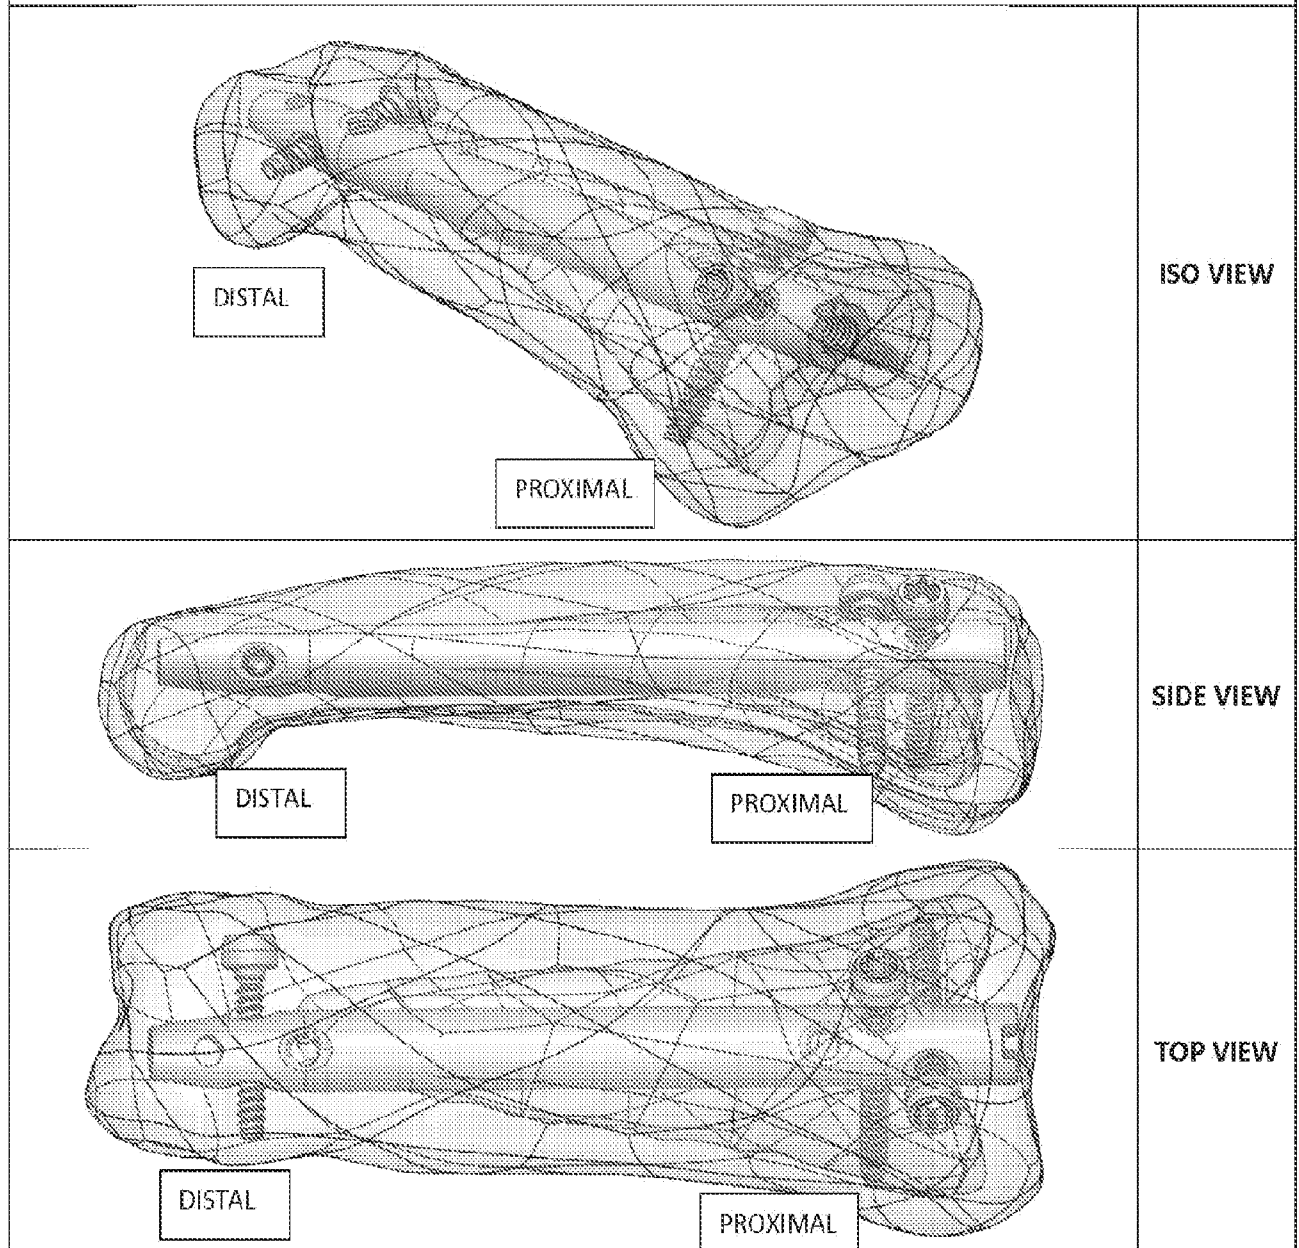 ISO VIEW
DISTAL
PROXIMAL
SIDE VIEW
DISTAL
PROXIMAL
TOP VIEW
DISTAL
PROXIMAL